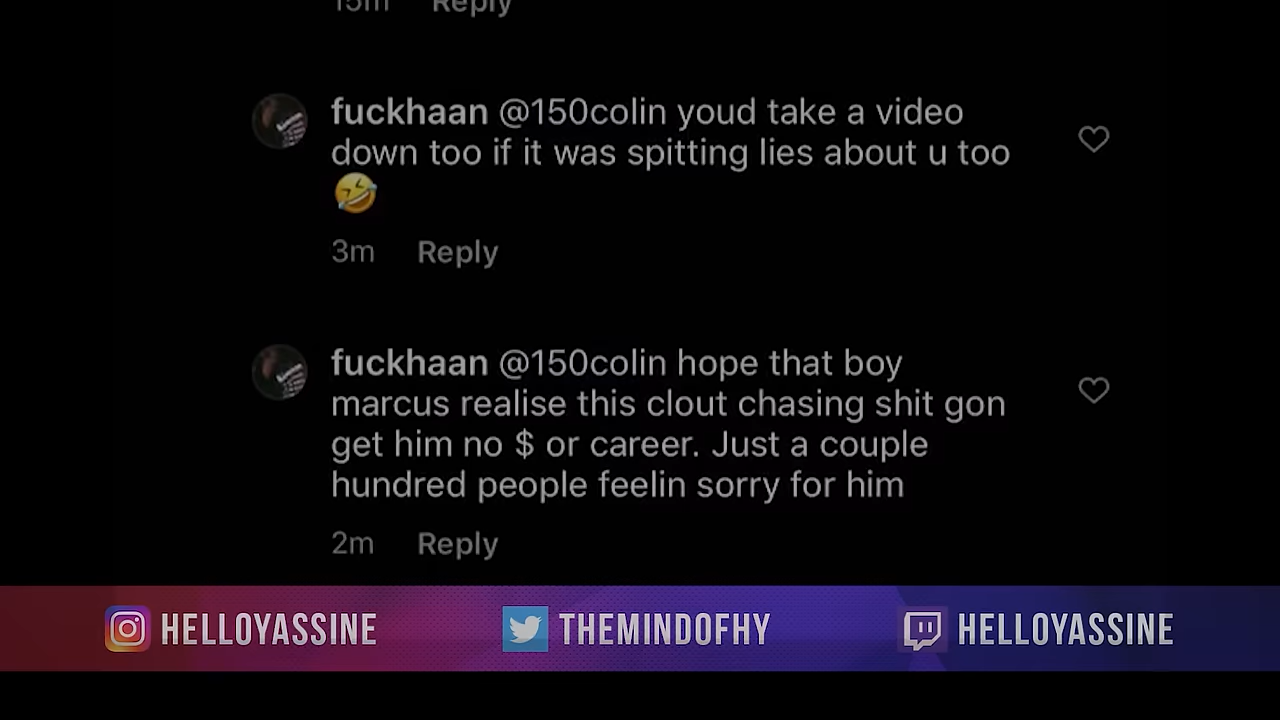 15m Reply
fuckhaan @150colin youd take a video
down too if it was spitting lies about u too
🤣
3m Reply
fuckhaan @150colin hope that boy
marcus realise this clout chasing shit gon
get him no $ or career. Just a couple
hundred people feelin sorry for him
2m Reply
HELLOYASSINE THEMINDOFHY HELLOYASSINE